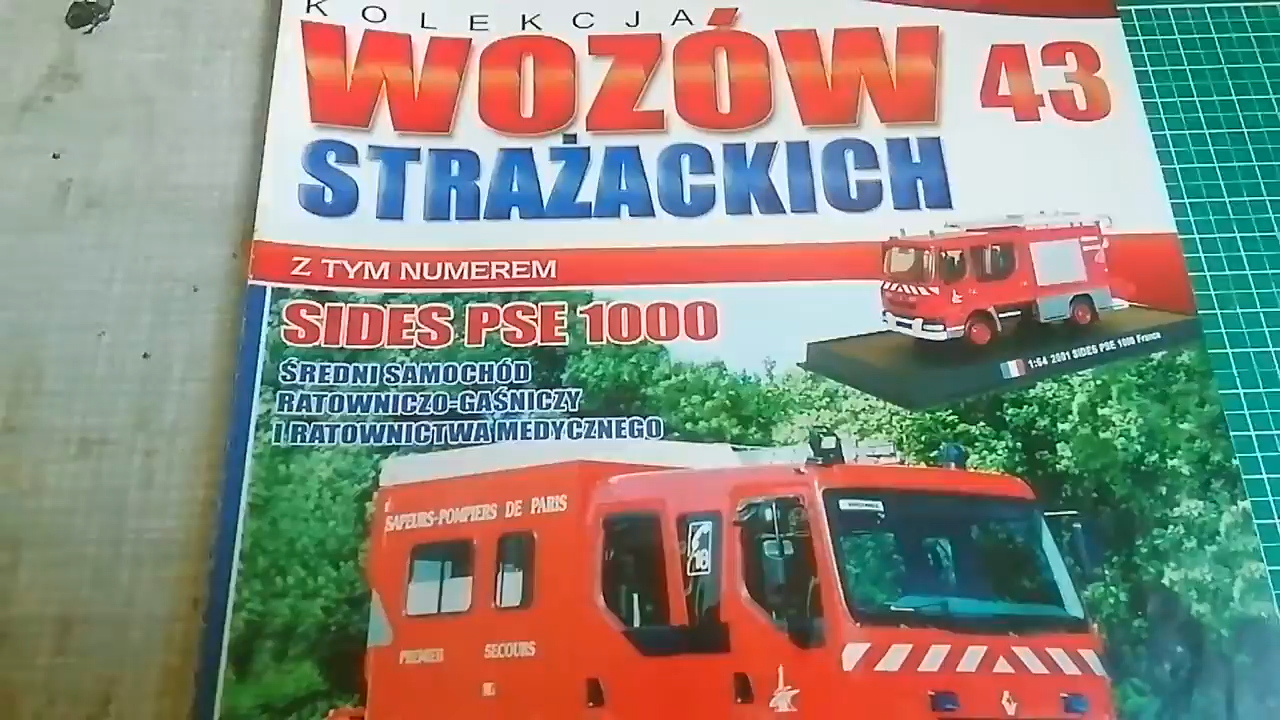 KOLEKCJA
WOZÓW
43
STRAŻACKICH
Z TYM NUMEREM
SIDES PSE 1000
1:64 2001 SIDES PSE 1000 France
ŚREDNI SAMOCHÓD
RATOWNICZO-GAŚNICZY
I RATOWNICTWA MEDYCZNEGO
SAPEURS-POMPIERS DE PARIS
18
PREMIER SECOURS